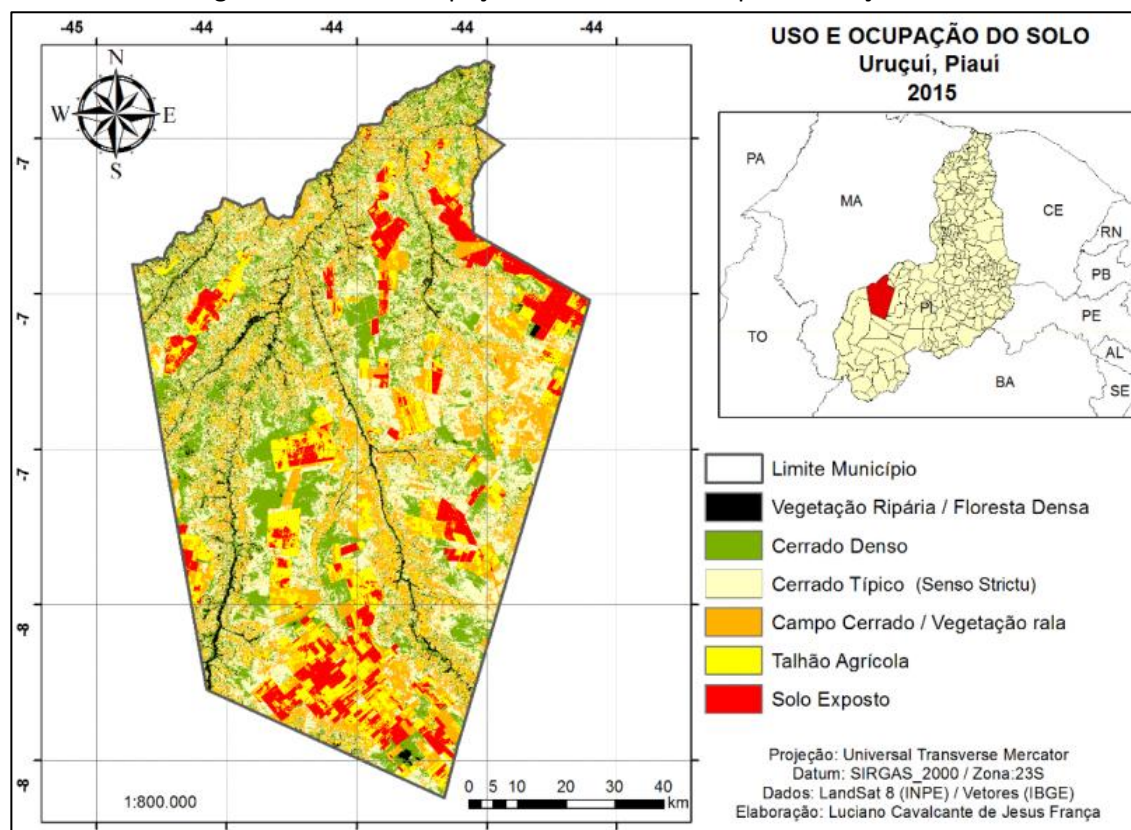 -45 -44 -44 -44 -44
N
W E
S
-7
-7
-7
-8
-8
1:800.000
0 5 10 20 30 40
km
USO E OCUPAÇÃO DO SOLO
Uruçuí, Piauí
2015
PA
MA
CE
RN
PB
PI
PE
TO
AL
BA
SE
Limite Município
Vegetação Ripária / Floresta Densa
Cerrado Denso
Cerrado Típico (Senso Strictu)
Campo Cerrado / Vegetação rala
Talhão Agrícola
Solo Exposto
Projeção: Universal Transverse Mercator
Datum: SIRGAS_2000 / Zona:23S
Dados: LandSat 8 (INPE) / Vetores (IBGE)
Elaboração: Luciano Cavalcante de Jesus França